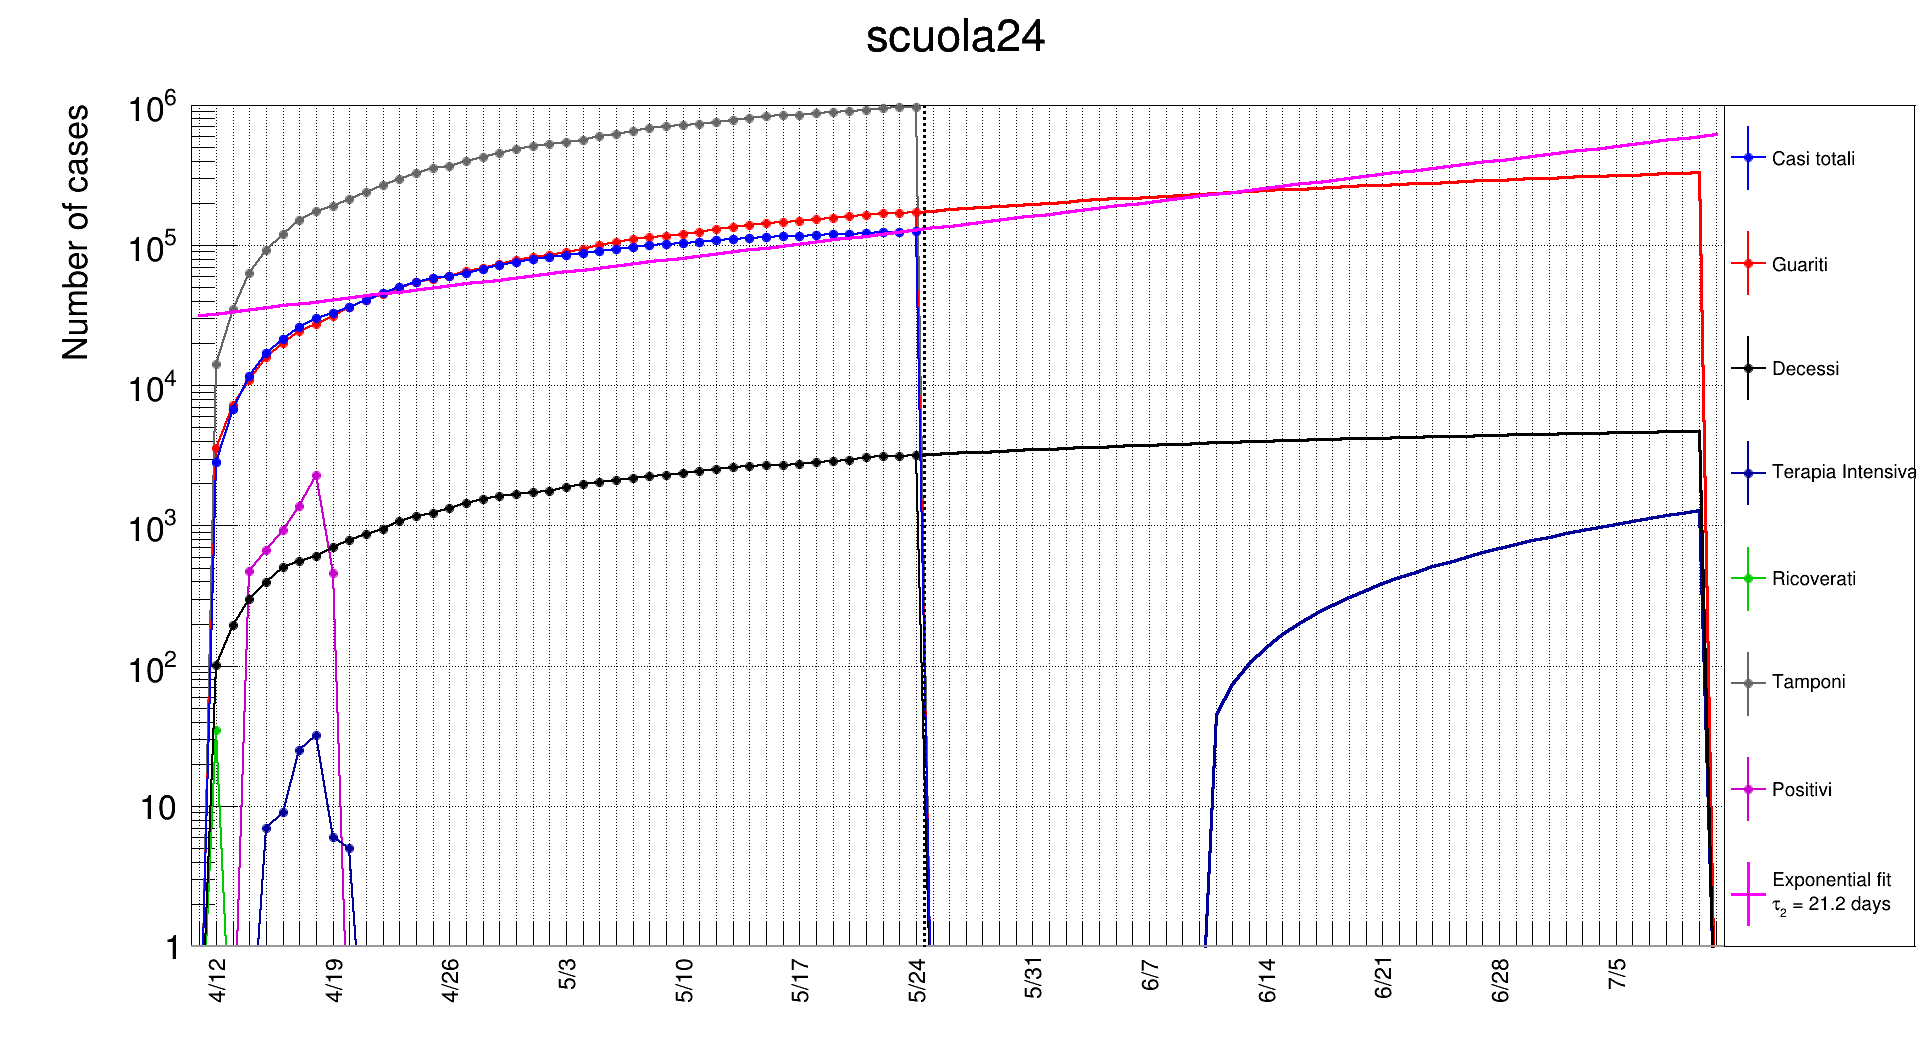 scuola24
Number of cases
10^6
10^5
10^4
10^3
10^2
10
1
4/12
4/19
4/26
5/3
5/10
5/17
5/24
5/31
6/7
6/14
6/21
6/28
7/5
Casi totali
Guariti
Decessi
Terapia Intensiva
Ricoverati
Tamponi
Positivi
Exponential fit
τ₂ = 21.2 days